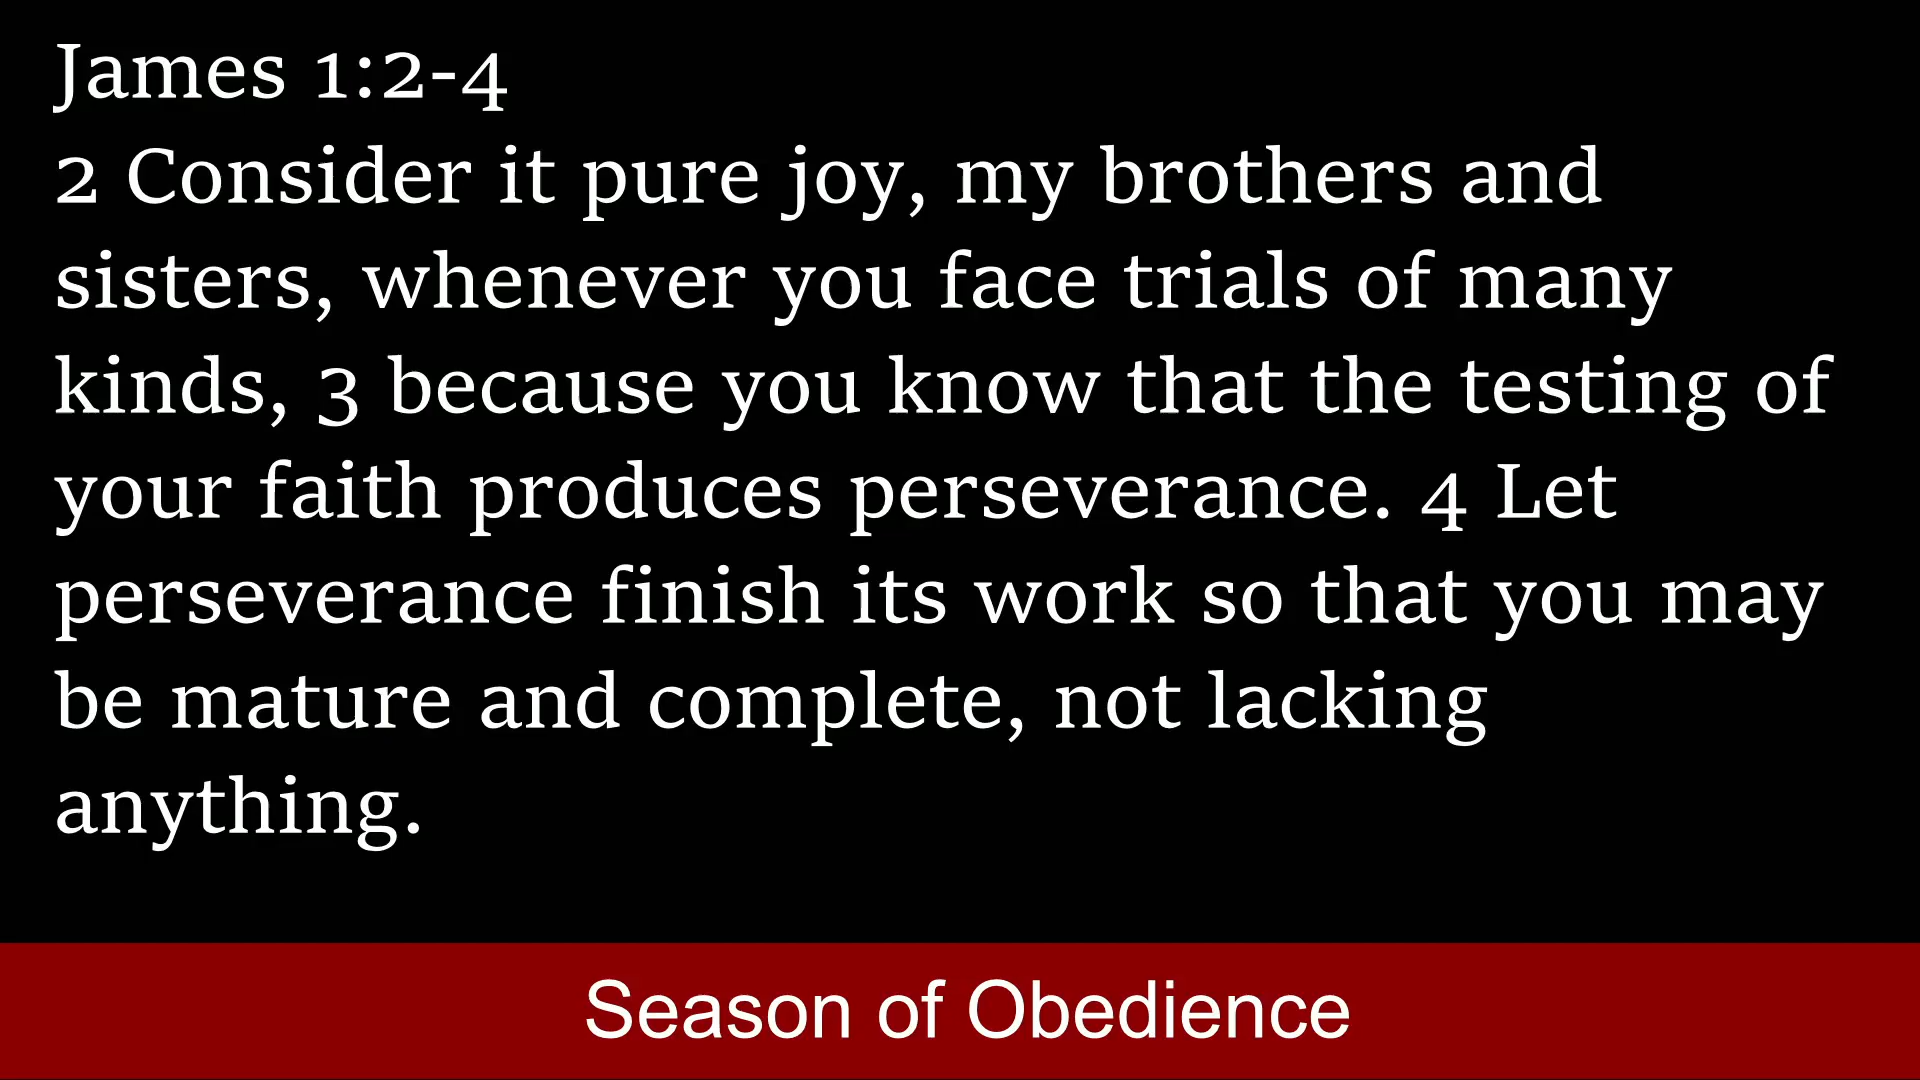 James 1:2-4
2 Consider it pure joy, my brothers and
sisters, whenever you face trials of many
kinds, 3 because you know that the testing of
your faith produces perseverance. 4 Let
perseverance finish its work so that you may
be mature and complete, not lacking
anything.
Season of Obedience